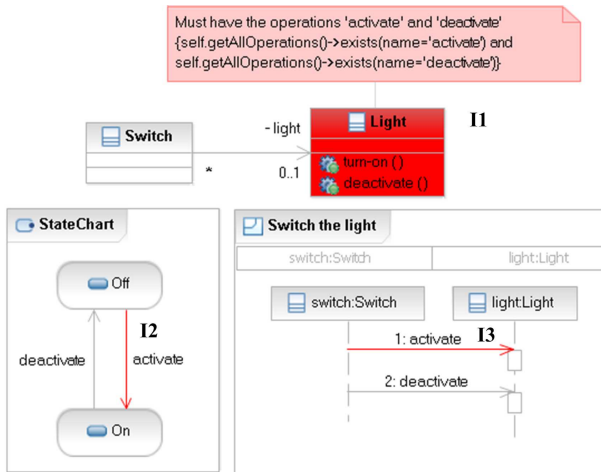 Must have the operations 'activate' and 'deactivate'
{self.getAllOperations()->exists(name='activate') and
self.getAllOperations()->exists(name='deactivate')}
Switch
- light
*
0..1
Light
I1
turn-on ( )
deactivate ( )
StateChart
Off
I2
deactivate
activate
On
Switch the light
switch:Switch
light:Light
switch:Switch
light:Light
1: activate
I3
2: deactivate